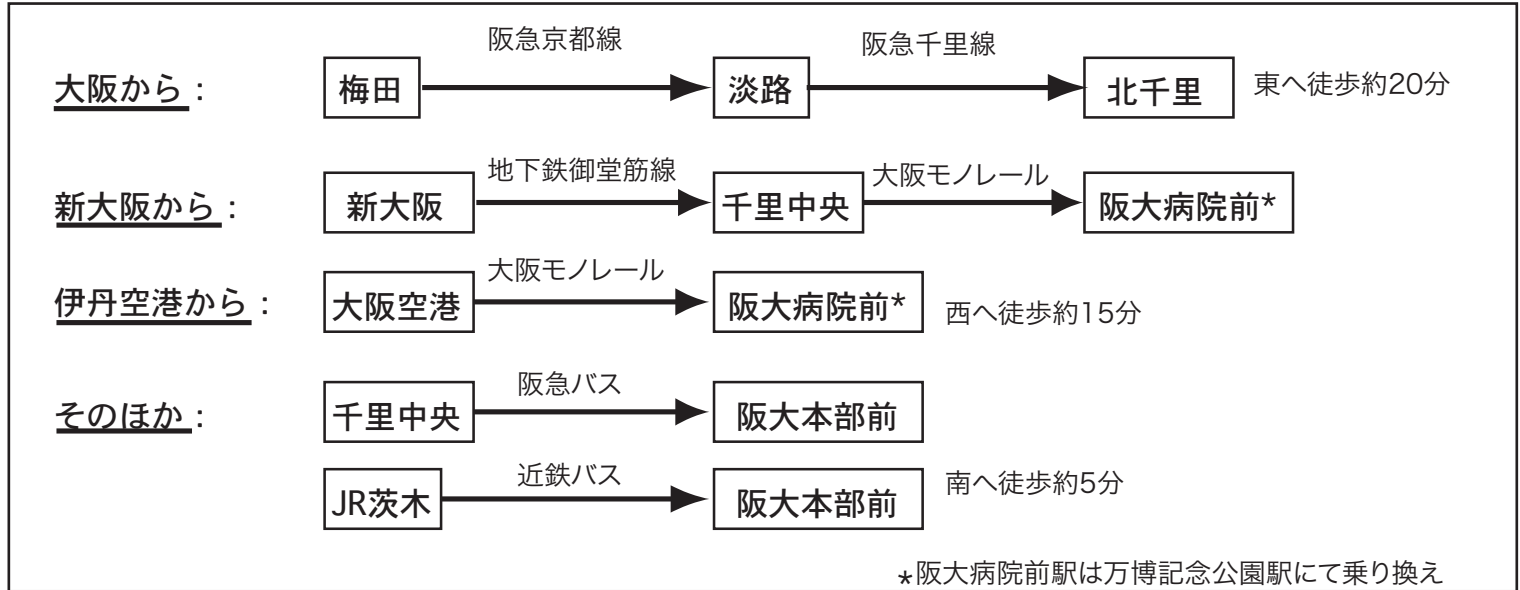 阪急京都線 阪急千里線
大阪から： 梅田 淡路 北千里 東へ徒歩約20分
地下鉄御堂筋線 大阪モノレール
新大阪から： 新大阪 千里中央 阪大病院前*
大阪モノレール
伊丹空港から： 大阪空港 阪大病院前* 西へ徒歩約15分
阪急バス
そのほか： 千里中央 阪大本部前
近鉄バス 南へ徒歩約5分
JR茨木 阪大本部前
*阪大病院前駅は万博記念公園駅にて乗り換え